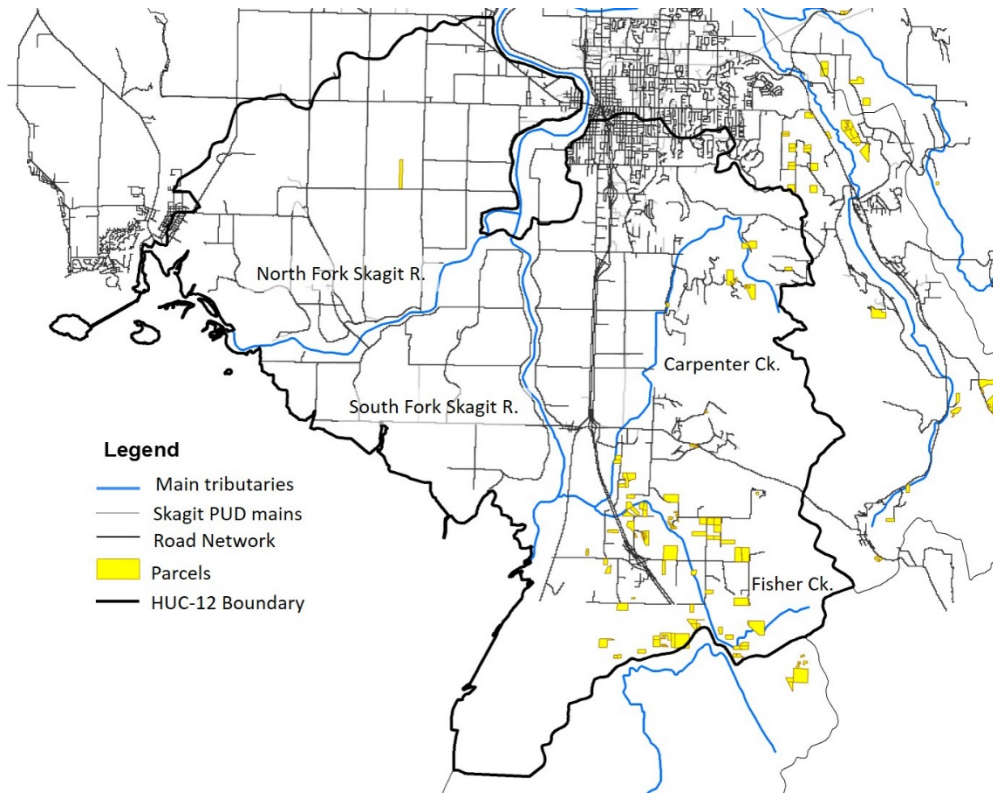 North Fork Skagit R.
Carpenter Ck.
South Fork Skagit R.
Legend
Main tributaries
Skagit PUD mains
Road Network
Parcels
HUC-12 Boundary
Fisher Ck.